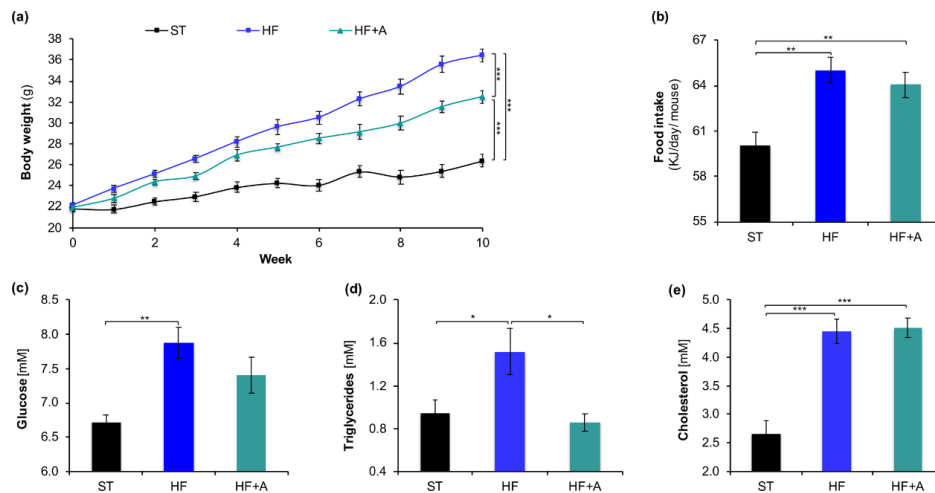 (a)
ST HF HF+A
Body weight (g)
38
36
34
32
30
28
26
24
22
20
0 2 4 6 8 10
Week
***
***
***
(b)
Food intake
(KJ/day/ mouse)
67
64
61
58
55
**
**
ST HF HF+A
(c)
Glucose [mM]
8.5
8.0
7.5
7.0
6.5
6.0
**
ST HF HF+A
(d)
Triglycerides [mM]
2.0
1.6
1.2
0.8
0.4
* *
ST HF HF+A
(e)
Cholesterol [mM]
5.0
4.5
4.0
3.5
3.0
2.5
2.0
***
***
ST HF HF+A